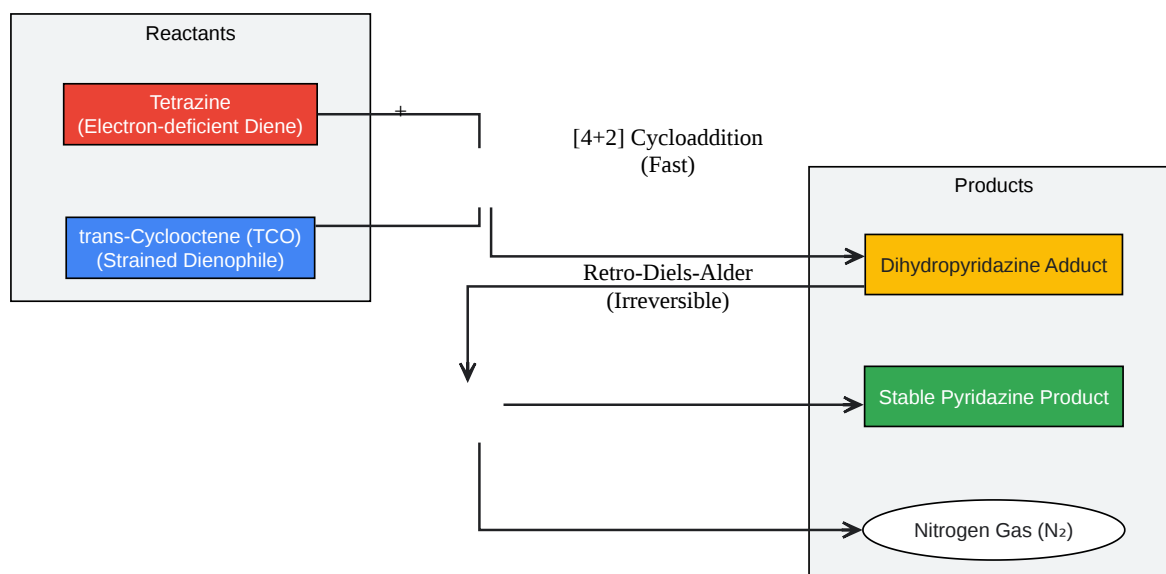 Reactants
Tetrazine
(Electron-deficient Diene)
+
[4+2] Cycloaddition
(Fast)
Products
trans-Cyclooctene (TCO)
(Strained Dienophile)
Dihydropyridazine Adduct
Retro-Diels-Alder
(Irreversible)
Stable Pyridazine Product
Nitrogen Gas (N₂)